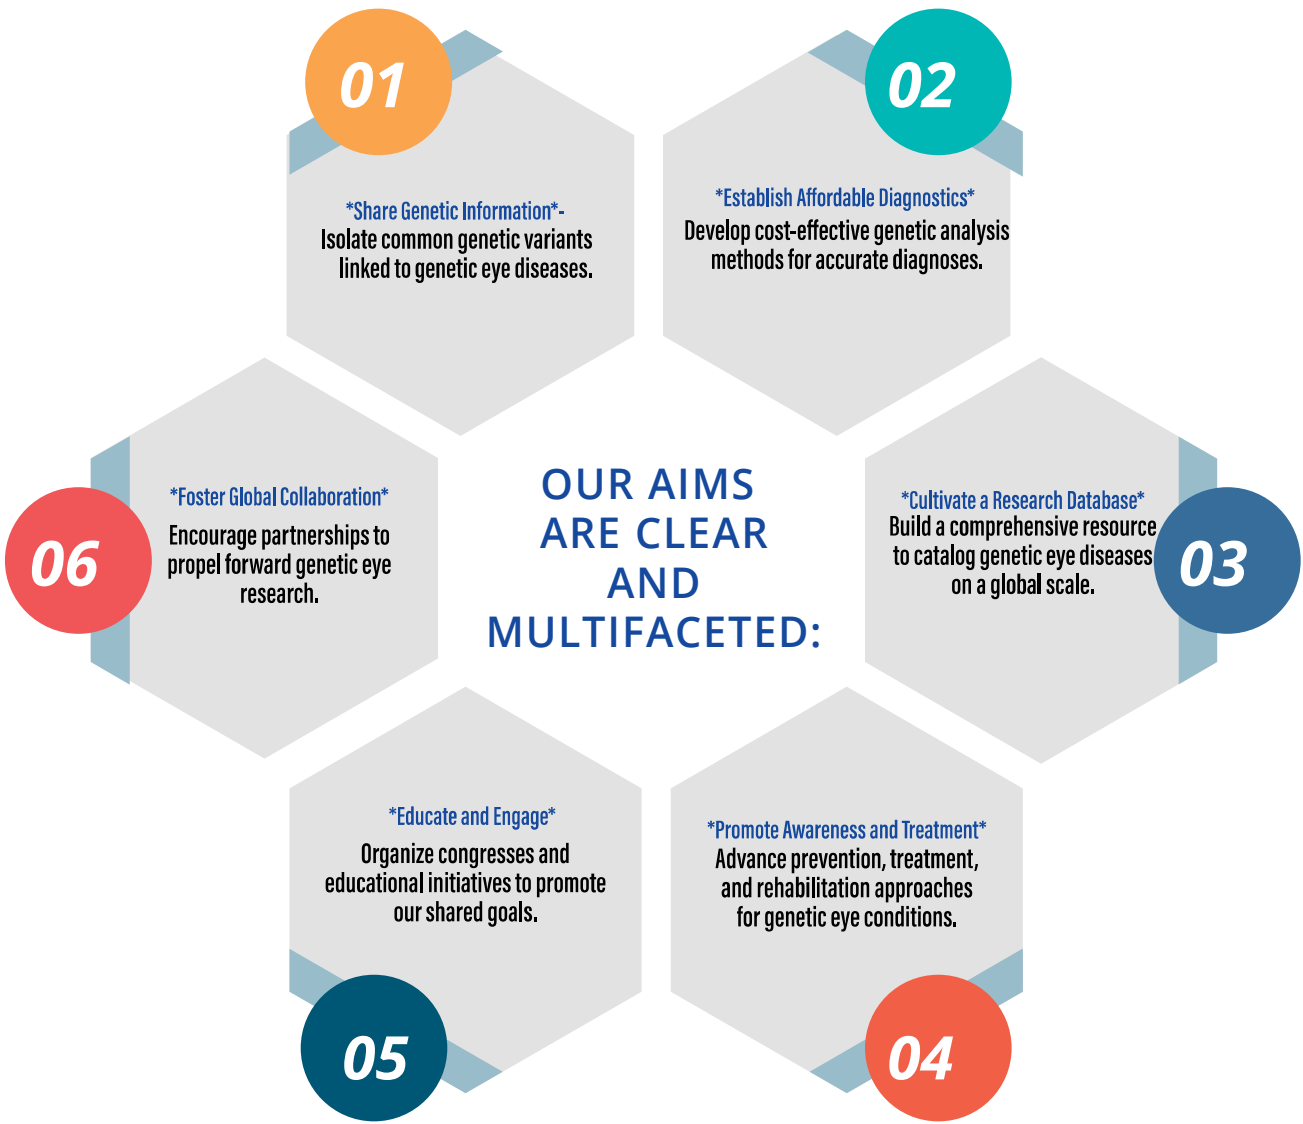 OUR AIMS
ARE CLEAR
AND
MULTIFACETED:
01
*Share Genetic Information*-
Isolate common genetic variants
linked to genetic eye diseases.
02
*Establish Affordable Diagnostics*
Develop cost-effective genetic analysis
methods for accurate diagnoses.
03
*Cultivate a Research Database*
Build a comprehensive resource
to catalog genetic eye diseases
on a global scale.
04
*Promote Awareness and Treatment*
Advance prevention, treatment,
and rehabilitation approaches
for genetic eye conditions.
05
*Educate and Engage*
Organize congresses and
educational initiatives to promote
our shared goals.
06
*Foster Global Collaboration*
Encourage partnerships to
propel forward genetic eye
research.